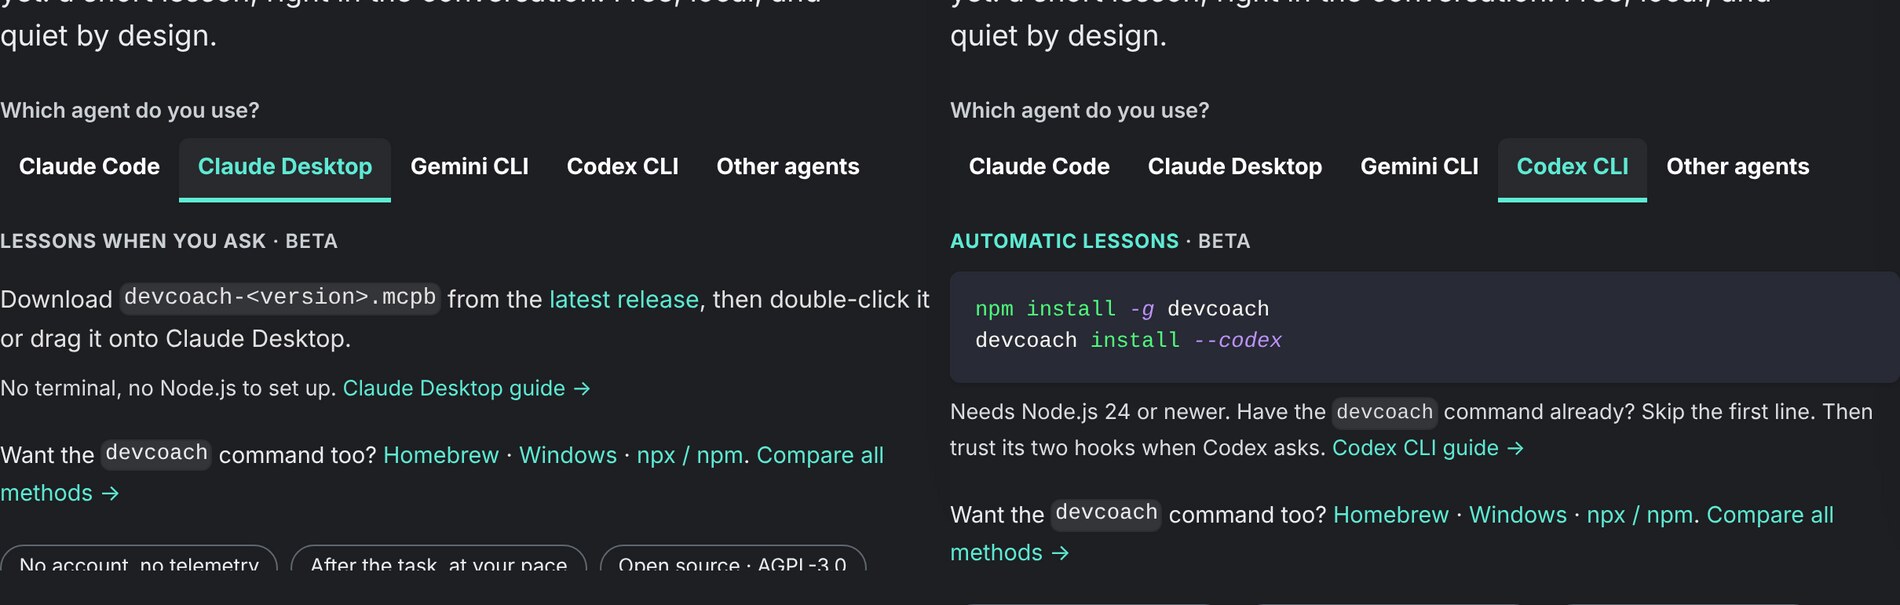 quiet by design.
Which agent do you use?
Claude Code Claude Desktop Gemini CLI Codex CLI Other agents
LESSONS WHEN YOU ASK · BETA
Download devcoach-<version>.mcpb from the latest release, then double-click it
or drag it onto Claude Desktop.
No terminal, no Node.js to set up. Claude Desktop guide →
Want the devcoach command too? Homebrew · Windows · npx / npm. Compare all
methods →
No account, no telemetry After the task, at your pace Open source · AGPL-3.0
quiet by design.
Which agent do you use?
Claude Code Claude Desktop Gemini CLI Codex CLI Other agents
AUTOMATIC LESSONS · BETA
npm install -g devcoach
devcoach install --codex
Needs Node.js 24 or newer. Have the devcoach command already? Skip the first line. Then
trust its two hooks when Codex asks. Codex CLI guide →
Want the devcoach command too? Homebrew · Windows · npx / npm. Compare all
methods →